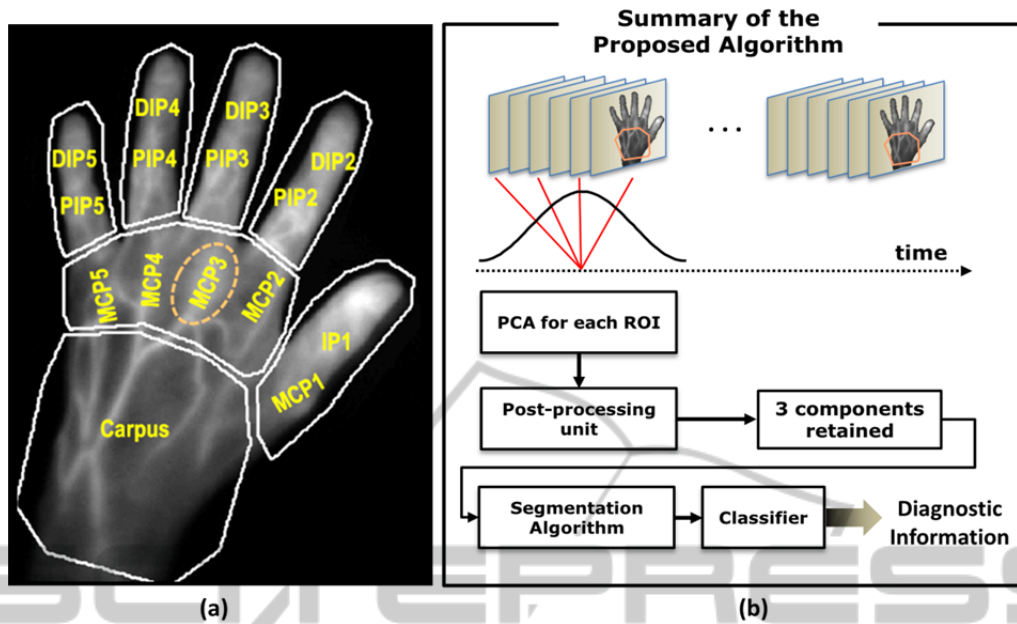 DIP4
DIP3
DIP5
PIP4
PIP3
DIP2
PIP5
PIP2
MCP5
MCP4
MCP3
MCP2
IP1
MCP1
Carpus
(a)
Summary of the
Proposed Algorithm
...
time
PCA for each ROI
Post-processing
unit
3 components
retained
Segmentation
Algorithm
Classifier
Diagnostic
Information
(b)